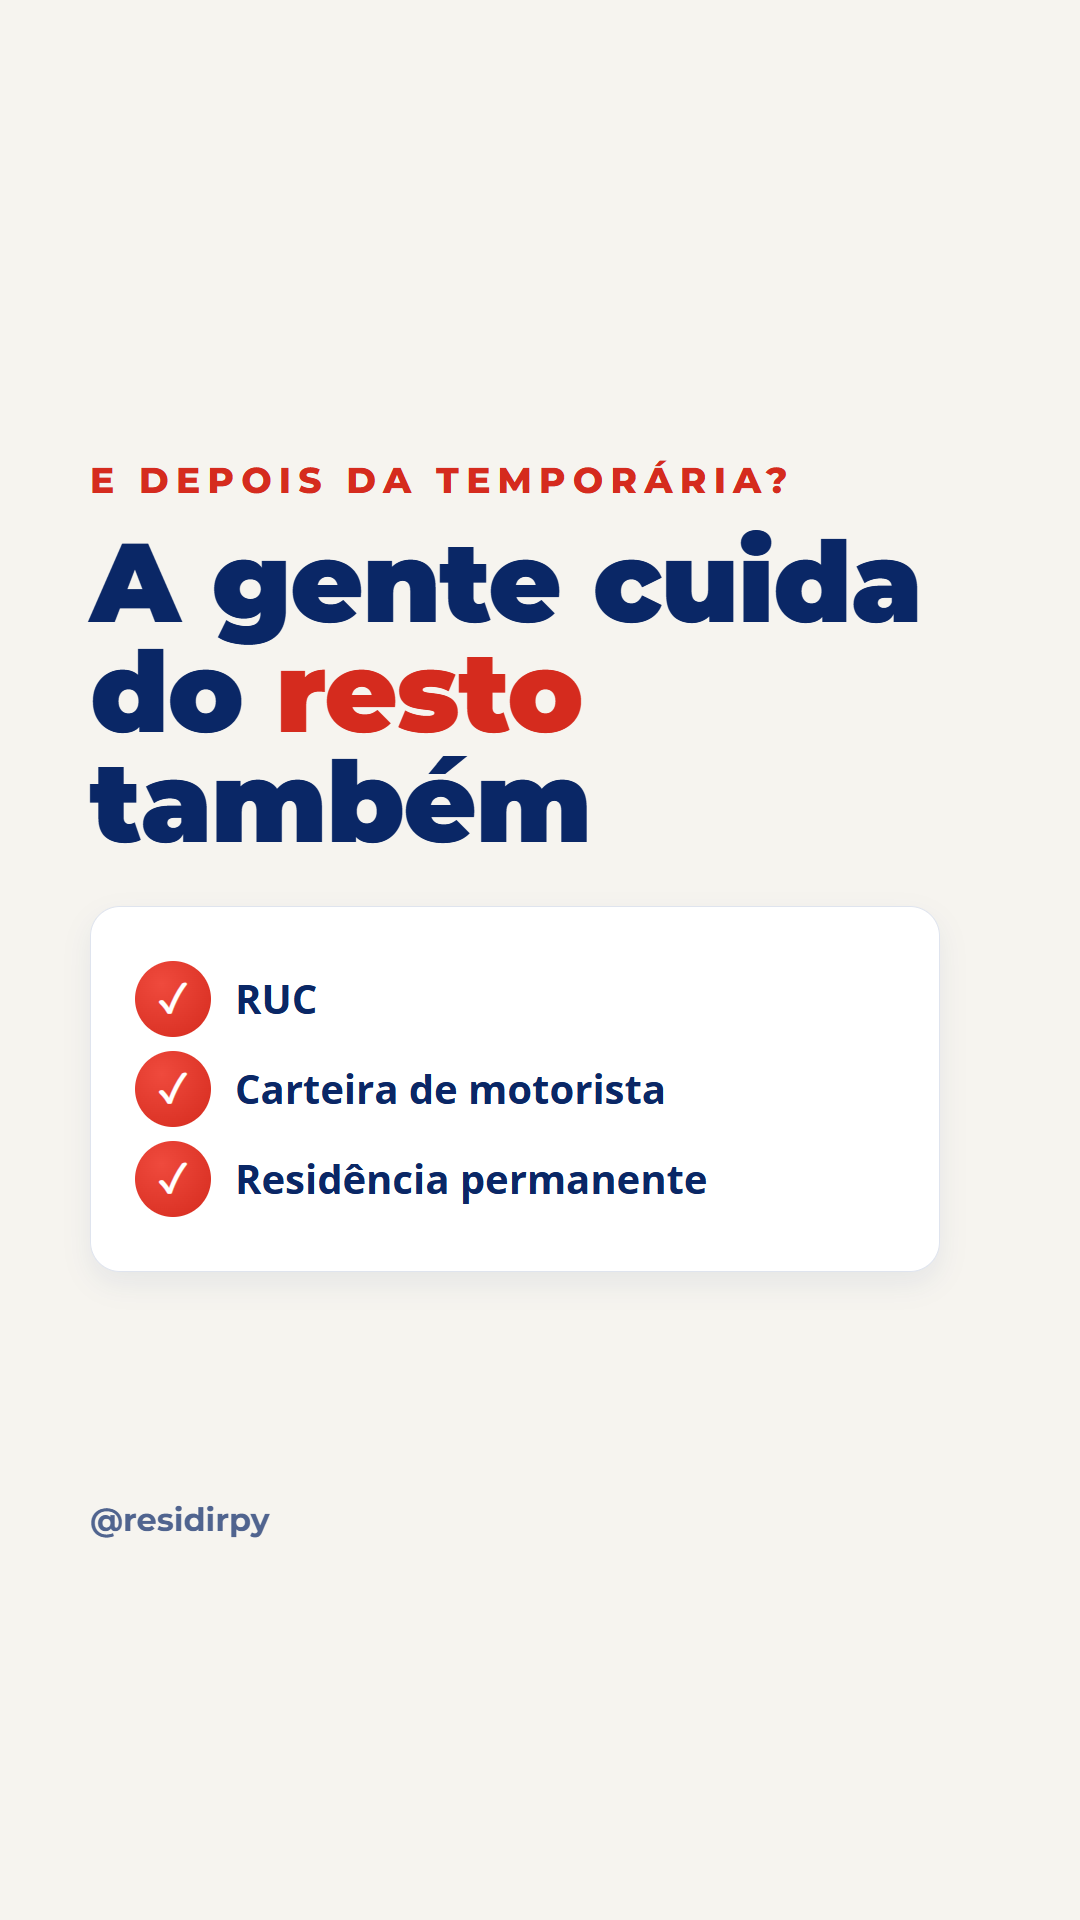 E DEPOIS DA TEMPORÁRIA?
A gente cuida
do resto
também
✓ RUC
✓ Carteira de motorista
✓ Residência permanente
@residirpy